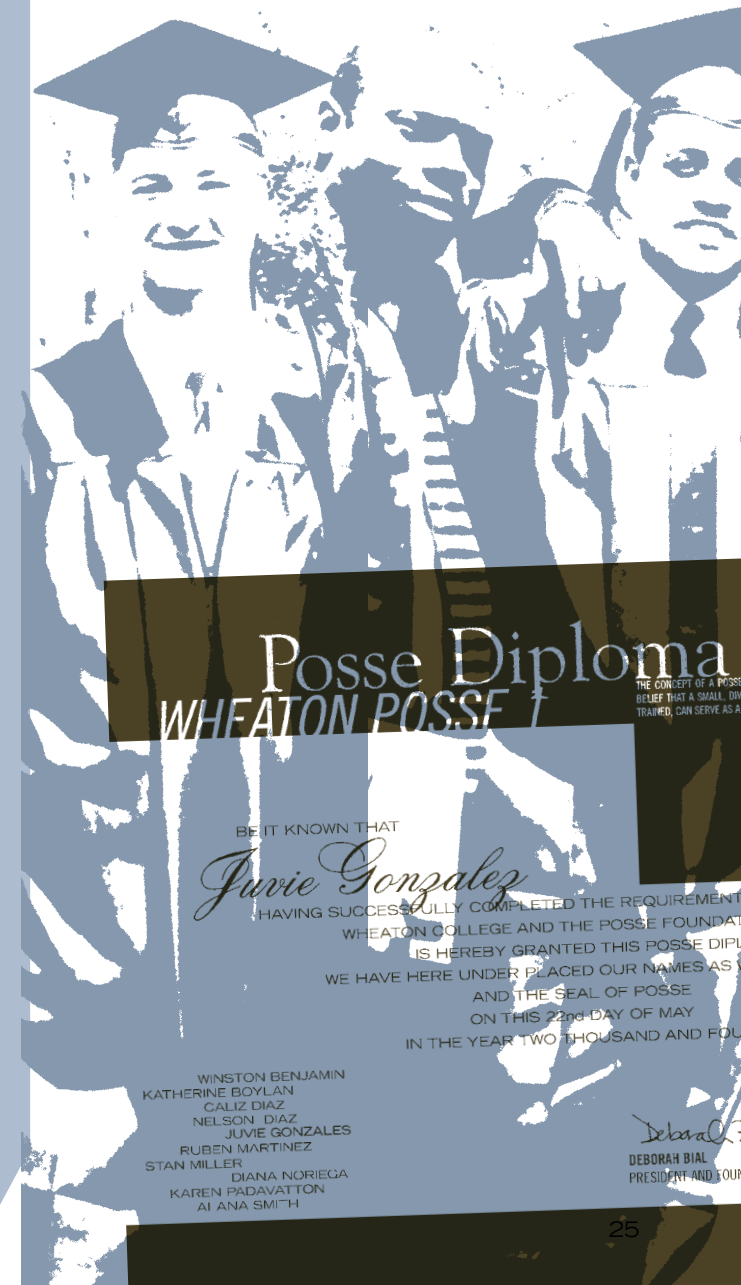 Posse Diploma
THE CONCEPT OF A POSSE
WHEATON POSSE I
BELIEF THAT A SMALL, DIV
TRAINED, CAN SERVE AS A
BE IT KNOWN THAT
Juvie Gonzalez
HAVING SUCCESSFULLY COMPLETED THE REQUIREMENT
WHEATON COLLEGE AND THE POSSE FOUNDAT
IS HEREBY GRANTED THIS POSSE DIPL
WE HAVE HERE UNDER PLACED OUR NAMES AS W
AND THE SEAL OF POSSE
ON THIS 22nd DAY OF MAY
IN THE YEAR TWO THOUSAND AND FOU
WINSTON BENJAMIN
KATHERINE BOYLAN
CALIZ DIAZ
NELSON DIAZ
JUVIE GONZALES
RUBEN MARTINEZ
STAN MILLER
DIANA NORIEGA
KAREN PADAVATTON
ALANA SMITH
Deborah
DEBORAH BIAL
PRESIDENT AND FOUN
25